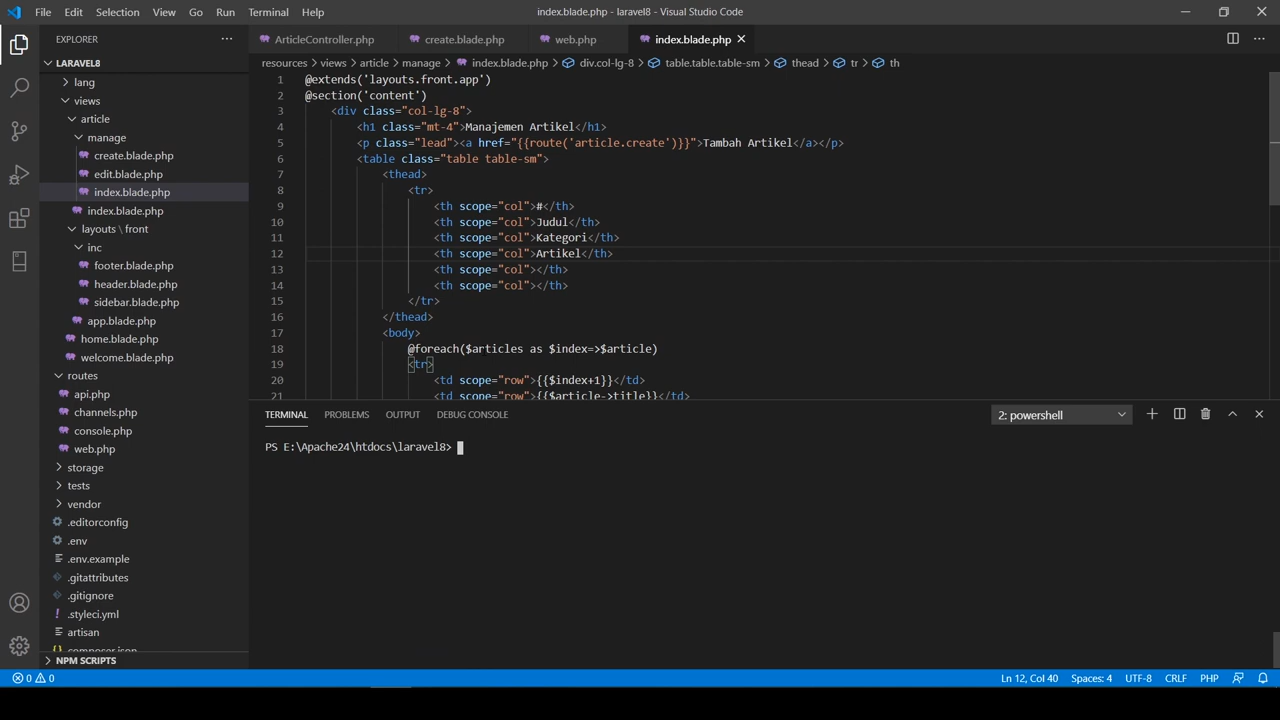 File Edit Selection View Go Run Terminal Help
index.blade.php - laravel8 - Visual Studio Code
EXPLORER
ArticleController.php create.blade.php web.php index.blade.php
LARAVEL8
lang
views
article
manage
create.blade.php
edit.blade.php
index.blade.php
index.blade.php
layouts \ front
inc
footer.blade.php
header.blade.php
sidebar.blade.php
app.blade.php
home.blade.php
welcome.blade.php
routes
api.php
channels.php
console.php
web.php
storage
tests
vendor
.editorconfig
.env
.env.example
.gitattributes
.gitignore
.styleci.yml
artisan
composer.json
NPM SCRIPTS
resources > views > article > manage > index.blade.php > div.col-lg-8 > table.table.table-sm > thead > tr > th
1 @extends('layouts.front.app')
2 @section('content')
3 <div class="col-lg-8">
4 <h1 class="mt-4">Manajemen Artikel</h1>
5 <p class="lead"><a href="{{route('article.create')}}">Tambah Artikel</a></p>
6 <table class="table table-sm">
7 <thead>
8 <tr>
9 <th scope="col">#</th>
10 <th scope="col">Judul</th>
11 <th scope="col">Kategori</th>
12 <th scope="col">Artikel</th>
13 <th scope="col"></th>
14 <th scope="col"></th>
15 </tr>
16 </thead>
17 <body>
18 @foreach($articles as $index=>$article)
19 <tr>
20 <td scope="row">{{$index+1}}</td>
21 <td scope="row">{{$article->title}}</td>
TERMINAL PROBLEMS OUTPUT DEBUG CONSOLE
2: powershell
PS E:\Apache24\htdocs\laravel8>
0 0
Ln 12, Col 40 Spaces: 4 UTF-8 CRLF PHP